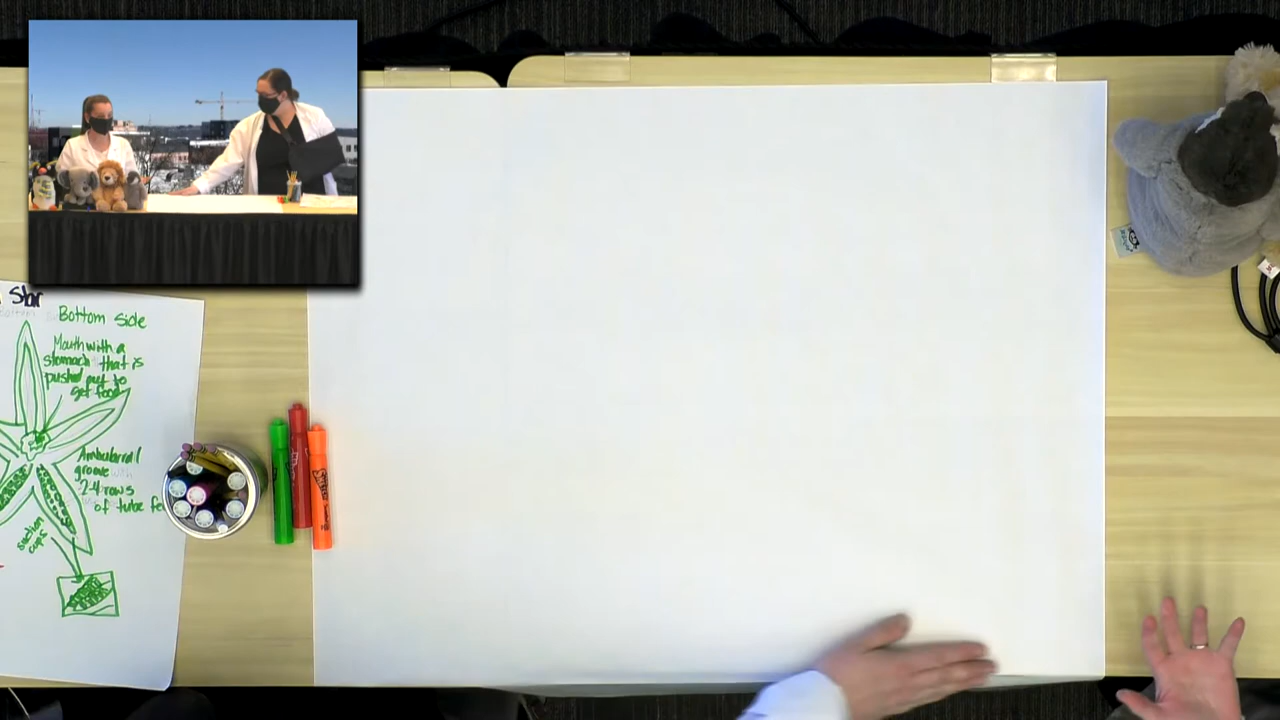 Star
Bottom side
Mouth with a
stomach that is
pushed out to
get food
Ambulacral
groove with
2-4 rows
of tube fe
suction
cups